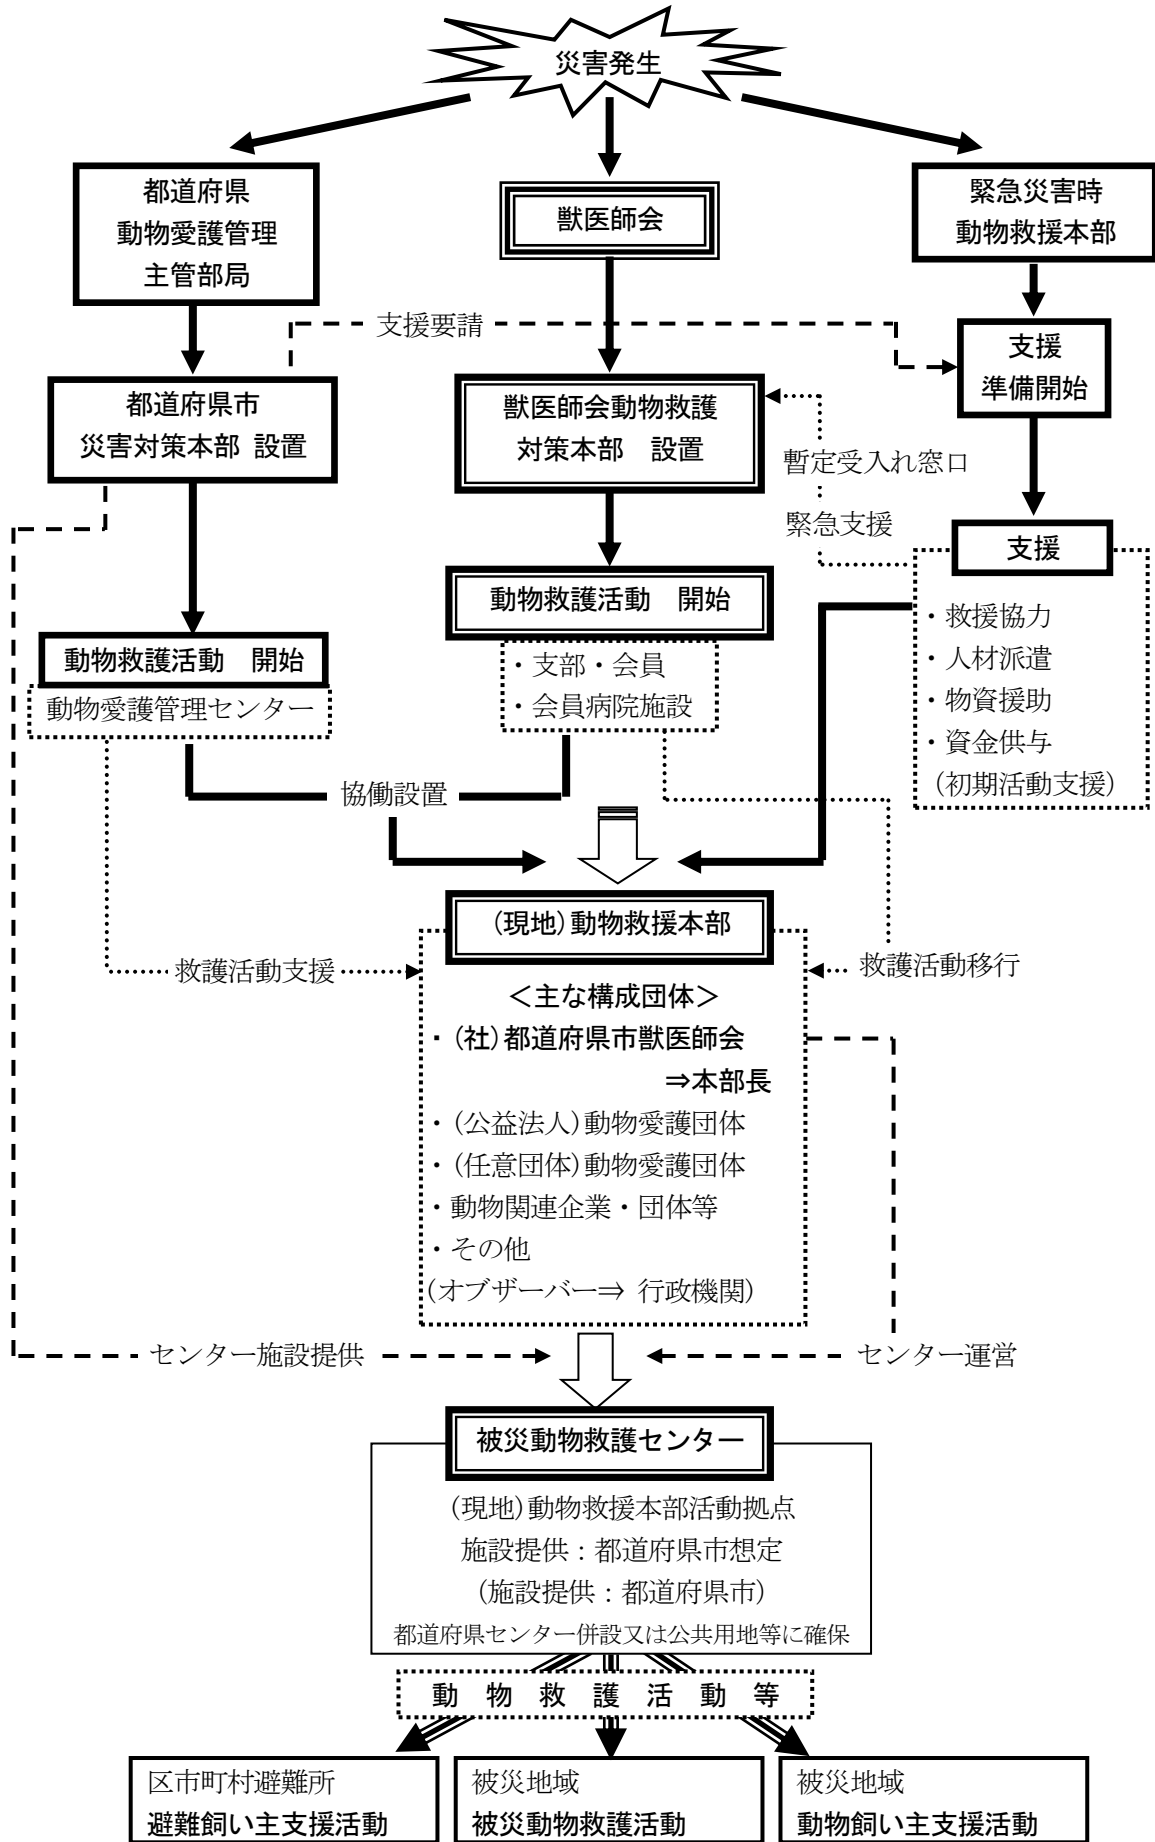 災害発生
都道府県
動物愛護管理
主管部局
獣医師会
緊急災害時
動物救援本部
支援要請
支援
準備開始
都道府県市
災害対策本部 設置
獣医師会動物救護
対策本部　設置
暫定受入れ窓口
緊急支援
支援
・救援協力
・人材派遣
・物資援助
・資金供与
(初期活動支援)
動物救護活動　開始
動物愛護管理センター
動物救護活動　開始
・支部・会員
・会員病院施設
協働設置
(現地)動物救援本部
救護活動支援
救護活動移行
＜主な構成団体＞
・(社)都道府県市獣医師会
⇒本部長
・(公益法人)動物愛護団体
・(任意団体)動物愛護団体
・動物関連企業・団体等
・その他
(オブザーバー⇒ 行政機関)
センター施設提供
センター運営
被災動物救護センター
(現地)動物救援本部活動拠点
施設提供：都道府県市想定
(施設提供：都道府県市)
都道府県センター併設又は公共用地等に確保
動物救護活動等
区市町村避難所
避難飼い主支援活動
被災地域
被災動物救護活動
被災地域
動物飼い主支援活動